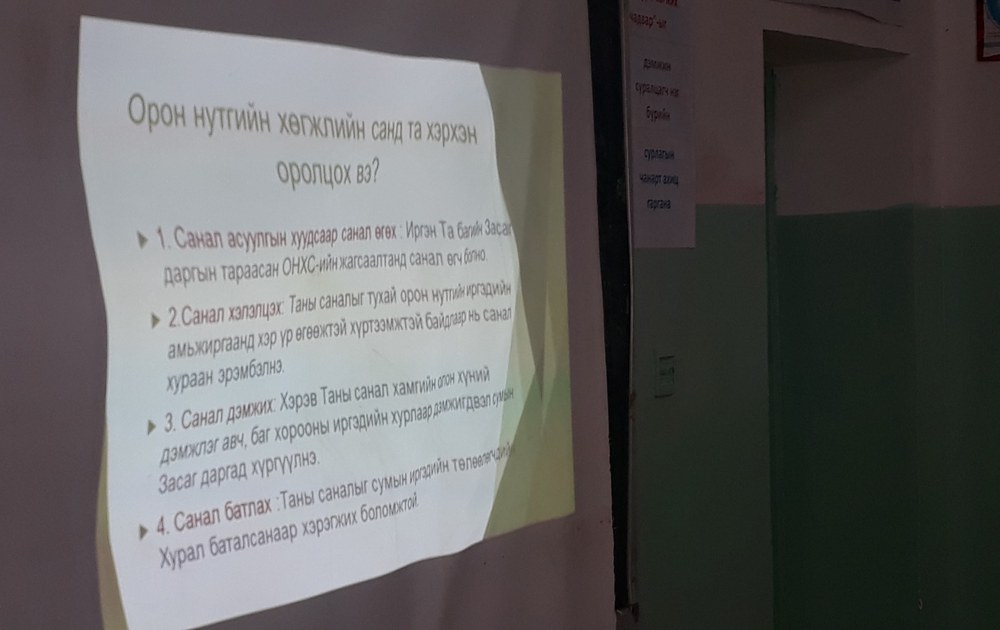 Орон нутгийн хөгжлийн санд та хэрхэн
оролцох вэ?
1. Санал асуулгын хуудсаар санал өгөх : Иргэн Та багийн Засаг
даргын тараасан ОНХС-ийн жагсаалтанд санал өгч болно.
2.Санал хэлэлцэх: Таны саналыг тухай орон нутгийн иргэдийн
амьжиргаанд хэр үр өгөөжтэй хүртээмжтэй байдлаар нь санал
хураан эрэмбэлнэ.
3. Санал дэмжих: Хэрэв Таны санал хамгийн олон хүний
дэмжлэг авч, баг хорооны иргэдийн хурлаар дэмжигдвэл сумын
Засаг даргад хүргүүлнэ.
4. Санал батлах :Таны саналыг сумын иргэдийн төлөөлөгчдийн
Хурал баталсанаар хэрэгжих боломжтой.
чадвар"-ыг
дэмжин
суралцагч нэг
бүрийн
сурлагын
чанарт ахиц
гаргана